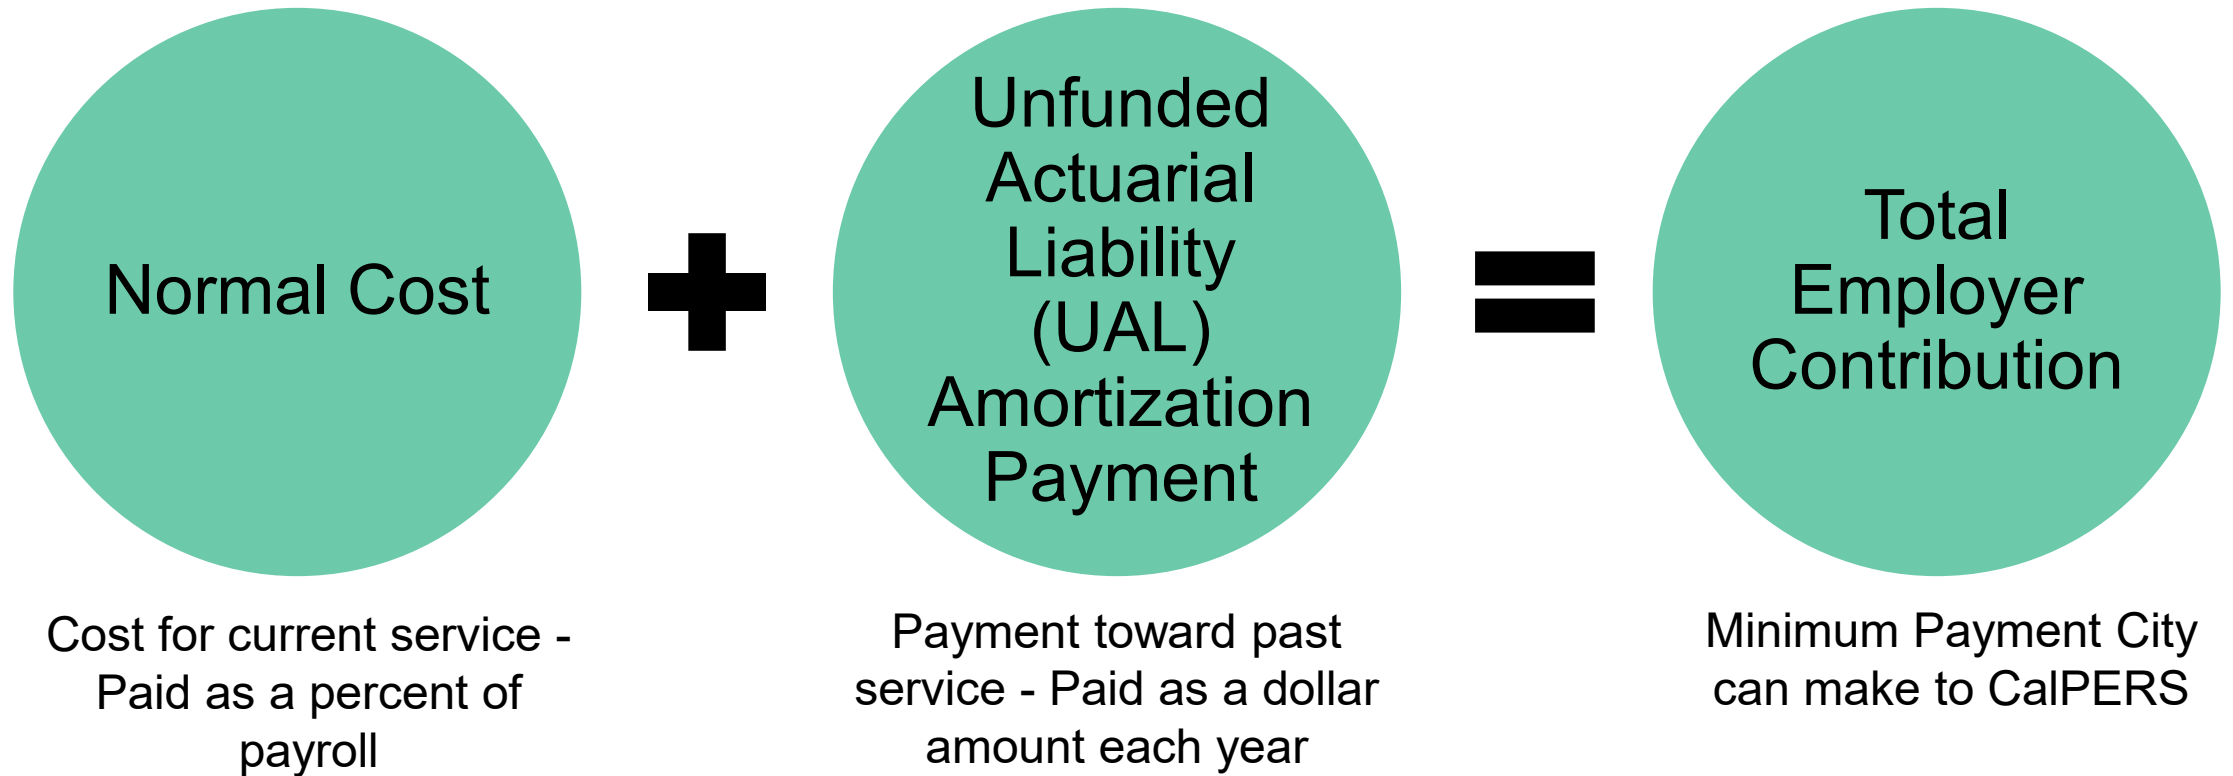 Normal Cost
Unfunded
Actuarial
Liability
(UAL)
Amortization
Payment
Total
Employer
Contribution
Cost for current service -
Paid as a percent of
payroll
Payment toward past
service - Paid as a dollar
amount each year
Minimum Payment City
can make to CalPERS